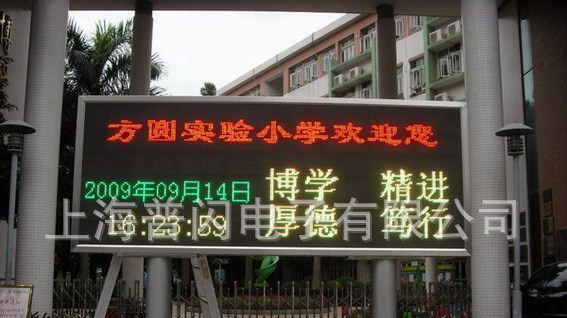 方圆实验小学欢迎您
2009年09月14日 博学 精进
16:23:59 厚德 笃行
上海普闪电子有限公司